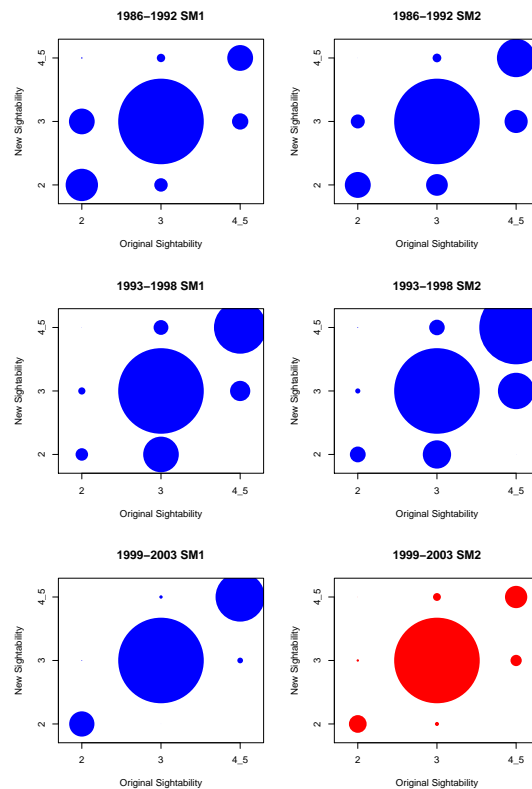 1986−1992 SM1
4_5
3
2
New Sightability
2 3 4_5
Original Sightability
1986−1992 SM2
4_5
3
2
New Sightability
2 3 4_5
Original Sightability
1993−1998 SM1
4_5
3
2
New Sightability
2 3 4_5
Original Sightability
1993−1998 SM2
4_5
3
2
New Sightability
2 3 4_5
Original Sightability
1999−2003 SM1
4_5
3
2
New Sightability
2 3 4_5
Original Sightability
1999−2003 SM2
4_5
3
2
New Sightability
2 3 4_5
Original Sightability